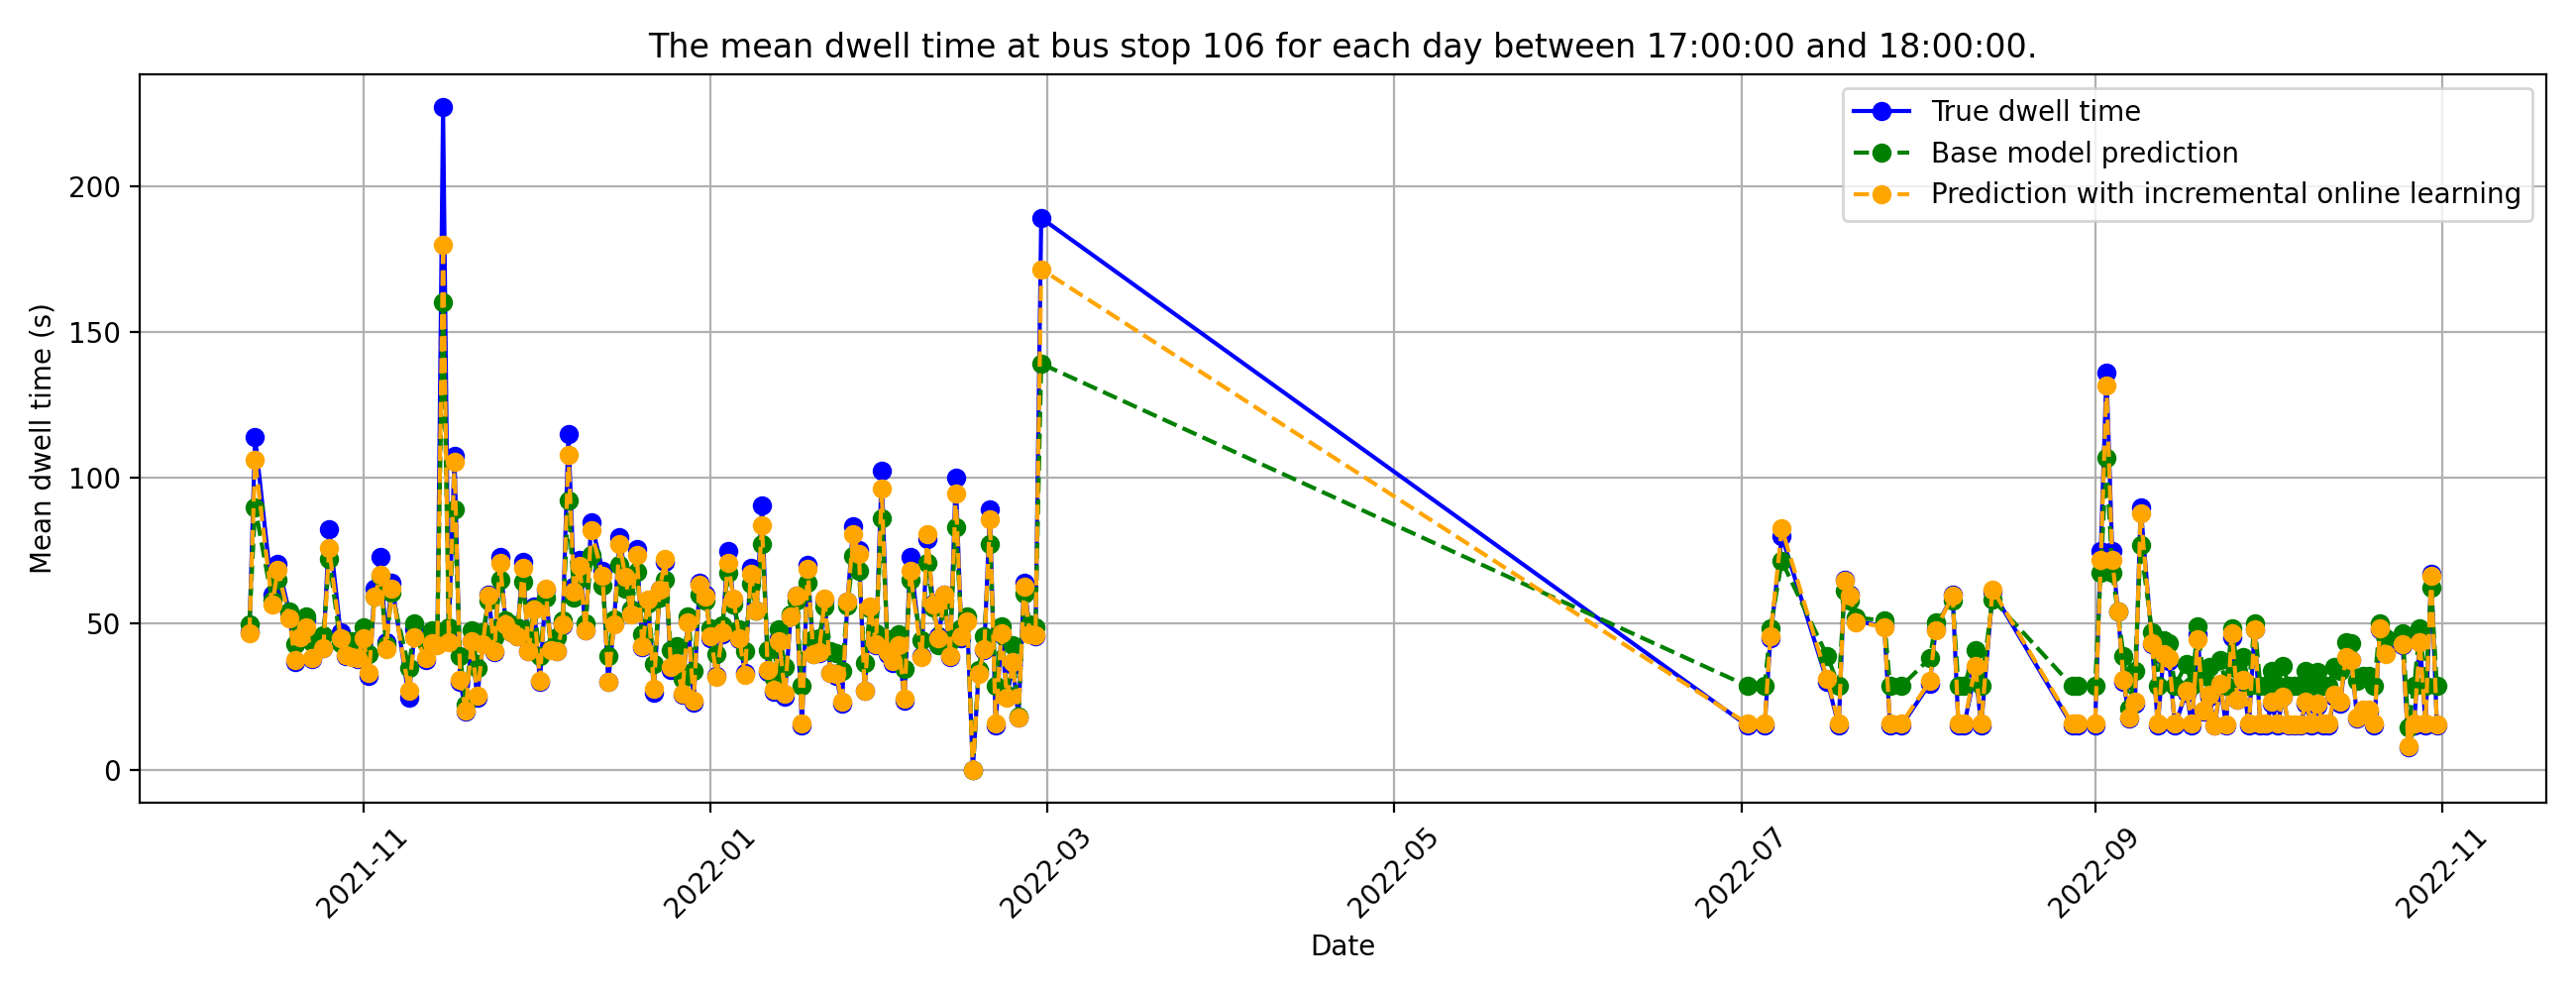 The mean dwell time at bus stop 106 for each day between 17:00:00 and 18:00:00.
True dwell time
Base model prediction
Prediction with incremental online learning
Mean dwell time (s)
200
150
100
50
0
2021-11
2022-01
2022-03
2022-05
2022-07
2022-09
2022-11
Date